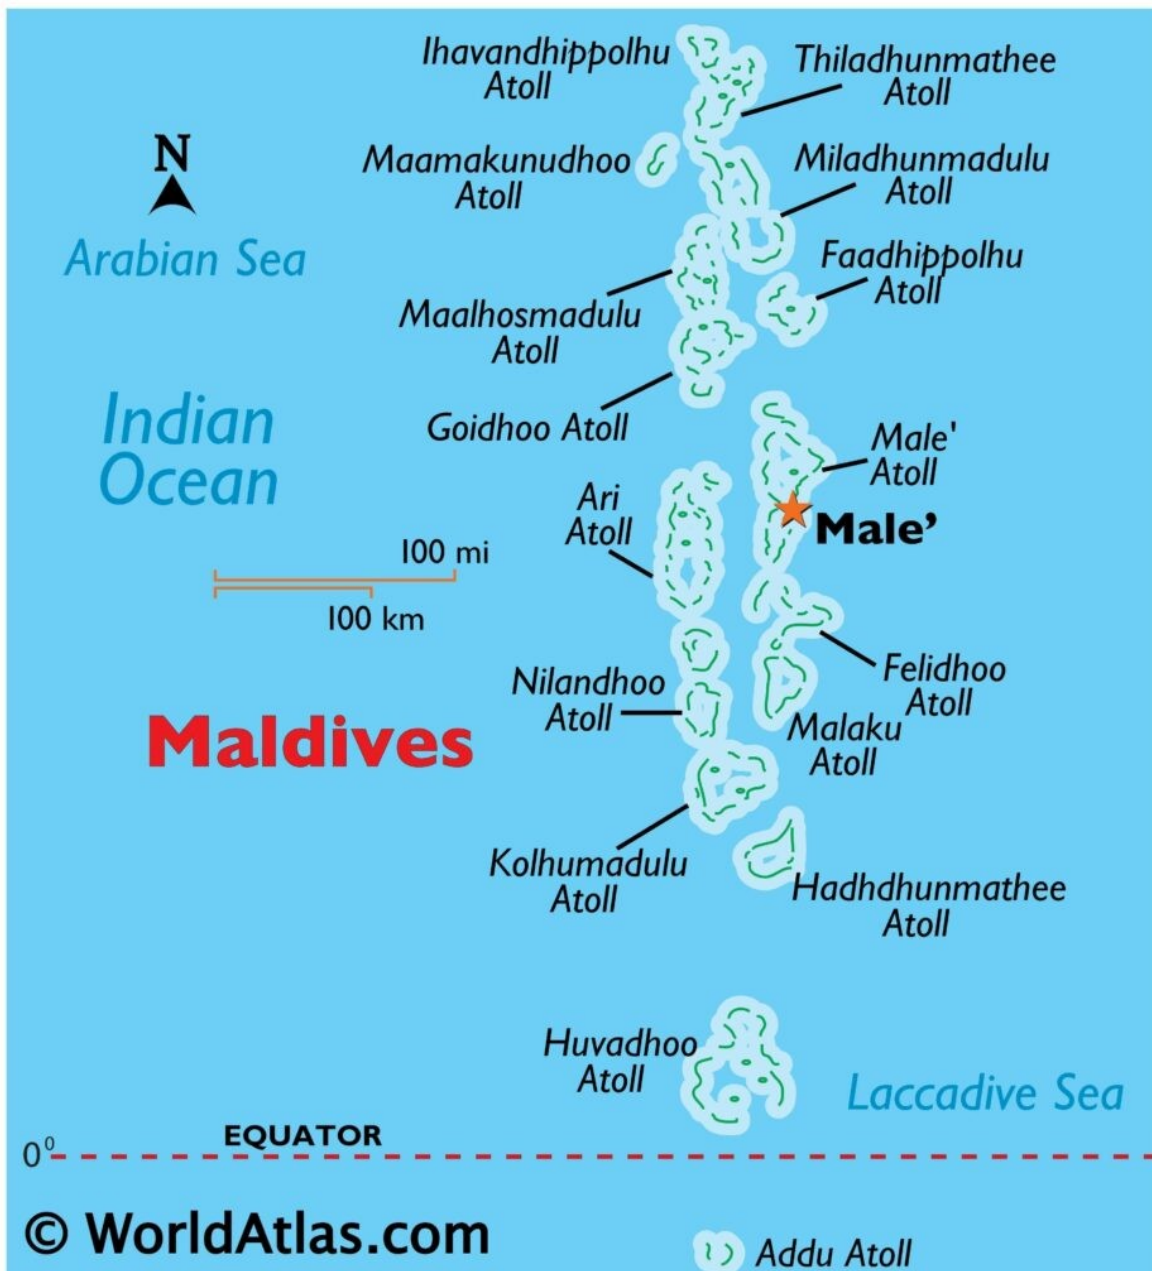 Ihavandhippolhu
Atoll
Thiladhunmathee
Atoll
N
Maamakunudhoo
Atoll
Miladhunmadulu
Atoll
Arabian Sea
Faadhippolhu
Atoll
Maalhosmadulu
Atoll
Indian
Ocean
Goidhoo Atoll
Male'
Atoll
Ari
Atoll
Male’
100 mi
100 km
Felidhoo
Atoll
Nilandhoo
Atoll
Maldives
Malaku
Atoll
Kolhumadulu
Atoll
Hadhdhunmathee
Atoll
Huvadhoo
Atoll
Laccadive Sea
EQUATOR
0⁰
© WorldAtlas.com
Addu Atoll